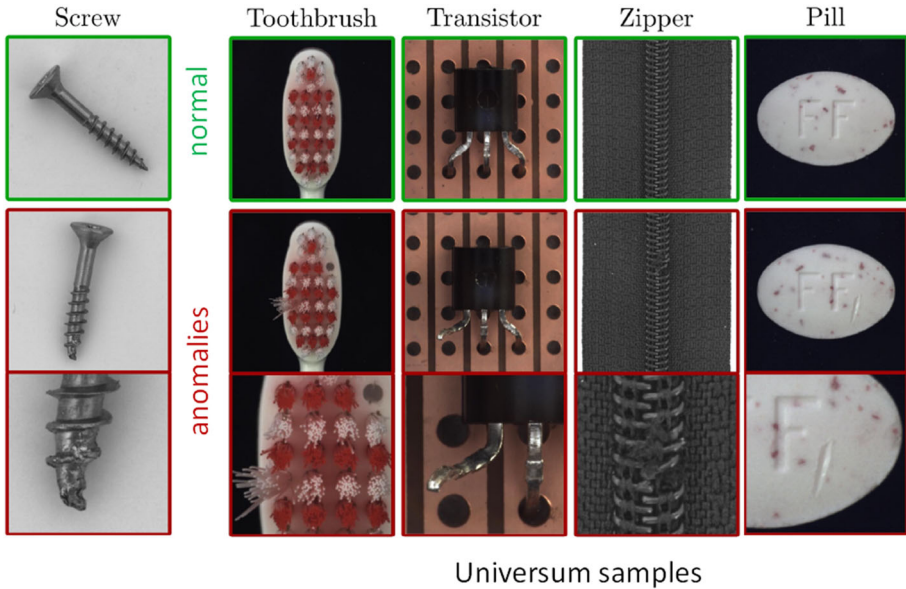 Screw Toothbrush Transistor Zipper Pill
normal
FF
anomalies
FF
F
Universum samples